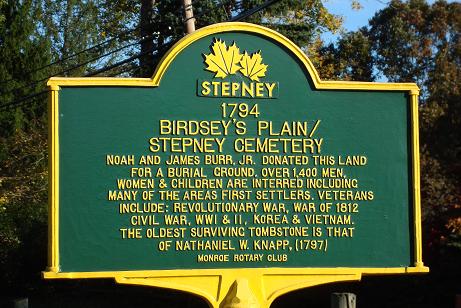 STEPNEY
1794
BIRDSEY'S PLAIN/
STEPNEY CEMETERY
NOAH AND JAMES BURR, JR. DONATED THIS LAND
FOR A BURIAL GROUND. OVER 1,400 MEN,
WOMEN & CHILDREN ARE INTERRED INCLUDING
MANY OF THE AREAS FIRST SETTLERS. VETERANS
INCLUDE: REVOLUTIONARY WAR, WAR OF 1812
CIVIL WAR, WWI & II, KOREA & VIETNAM.
THE OLDEST SURVIVING TOMBSTONE IS THAT
OF NATHANIEL W. KNAPP, (1797)
MONROE ROTARY CLUB